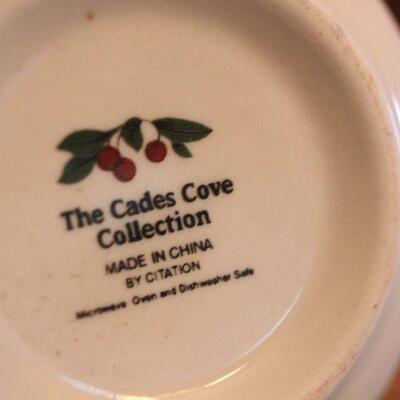 The Cades Cove
Collection
MADE IN CHINA
BY CITATION
Microwave Oven and Dishwasher Safe